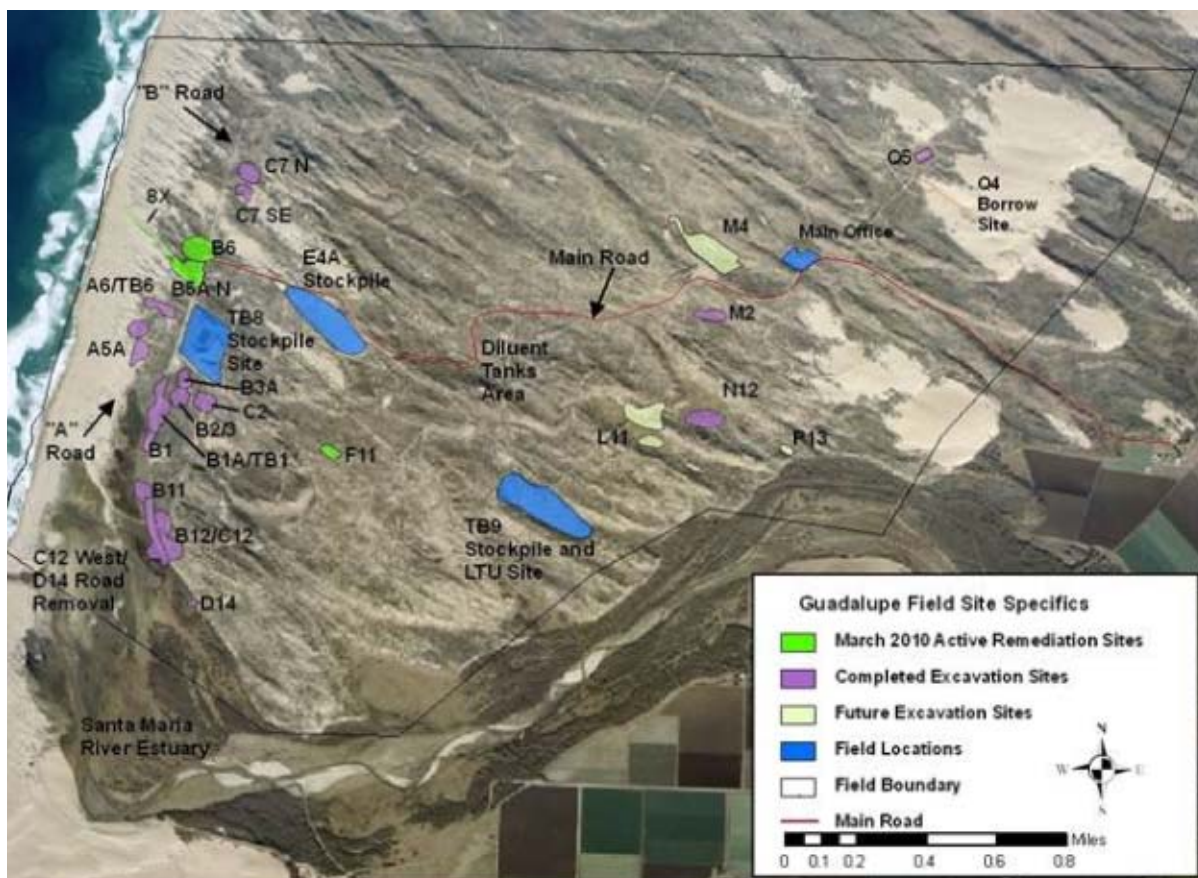 "B" Road
C7 N
C7 SE
8X
B6
B5A-N
A6/TB6
A5A
E4A
Stockpile
TB8
Stockpile
Site
B3A
C2
B2/3
B1A/TB1
B1
"A"
Road
F11
B11
B12/C12
C12 West/
D14 Road
Removal
D14
Santa Maria
River Estuary
Main Road
Diluent
Tanks
Area
M4
Main Office
M2
N12
L11
P13
TB9
Stockpile and
LTU Site
Q5
Q4
Borrow
Site
Guadalupe Field Site Specifics
March 2010 Active Remediation Sites
Completed Excavation Sites
Future Excavation Sites
Field Locations
Field Boundary
Main Road
N
W E
S
Miles
0 0.1 0.2 0.4 0.6 0.8